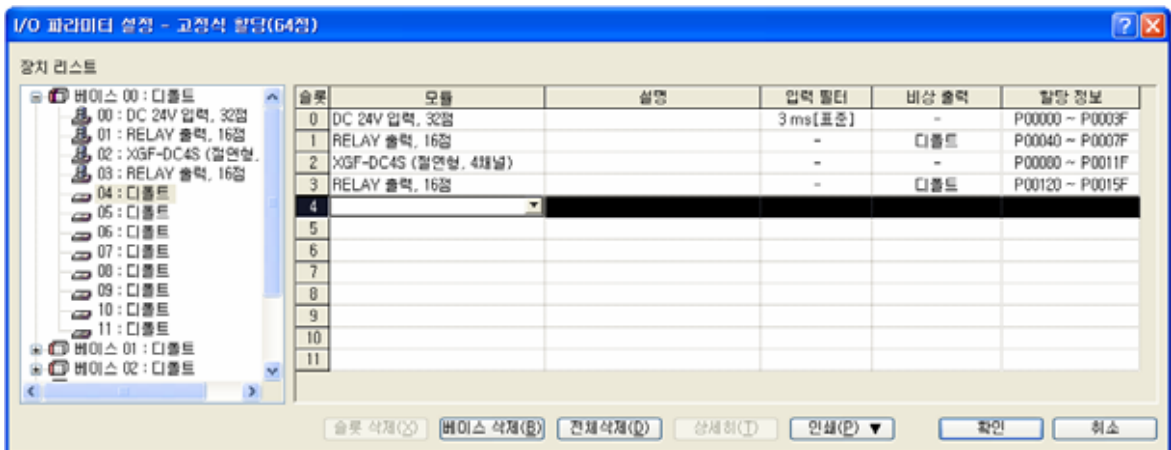 I/O 파라미터 설정 - 고정식 할당(64점)
장치 리스트
베이스 00 : 디폴트
00 : DC 24V 입력, 32점
01 : RELAY 출력, 16점
02 : XGF-DC4S (절연형,
03 : RELAY 출력, 16점
04 : 디폴트
05 : 디폴트
06 : 디폴트
07 : 디폴트
08 : 디폴트
09 : 디폴트
10 : 디폴트
11 : 디폴트
베이스 01 : 디폴트
베이스 02 : 디폴트
슬롯 모듈 설명 입력 필터 비상 출력 할당 정보
0 DC 24V 입력, 32점 3 ms[표준] - P00000 ~ P0003F
1 RELAY 출력, 16점 - 디폴트 P00040 ~ P0007F
2 XGF-DC4S (절연형, 4채널) - - P00080 ~ P0011F
3 RELAY 출력, 16점 - 디폴트 P00120 ~ P0015F
4
5
6
7
8
9
10
11
슬롯 삭제(X) 베이스 삭제(B) 전체삭제(D) 상세히(T) 인쇄(P) ▼ 확인 취소